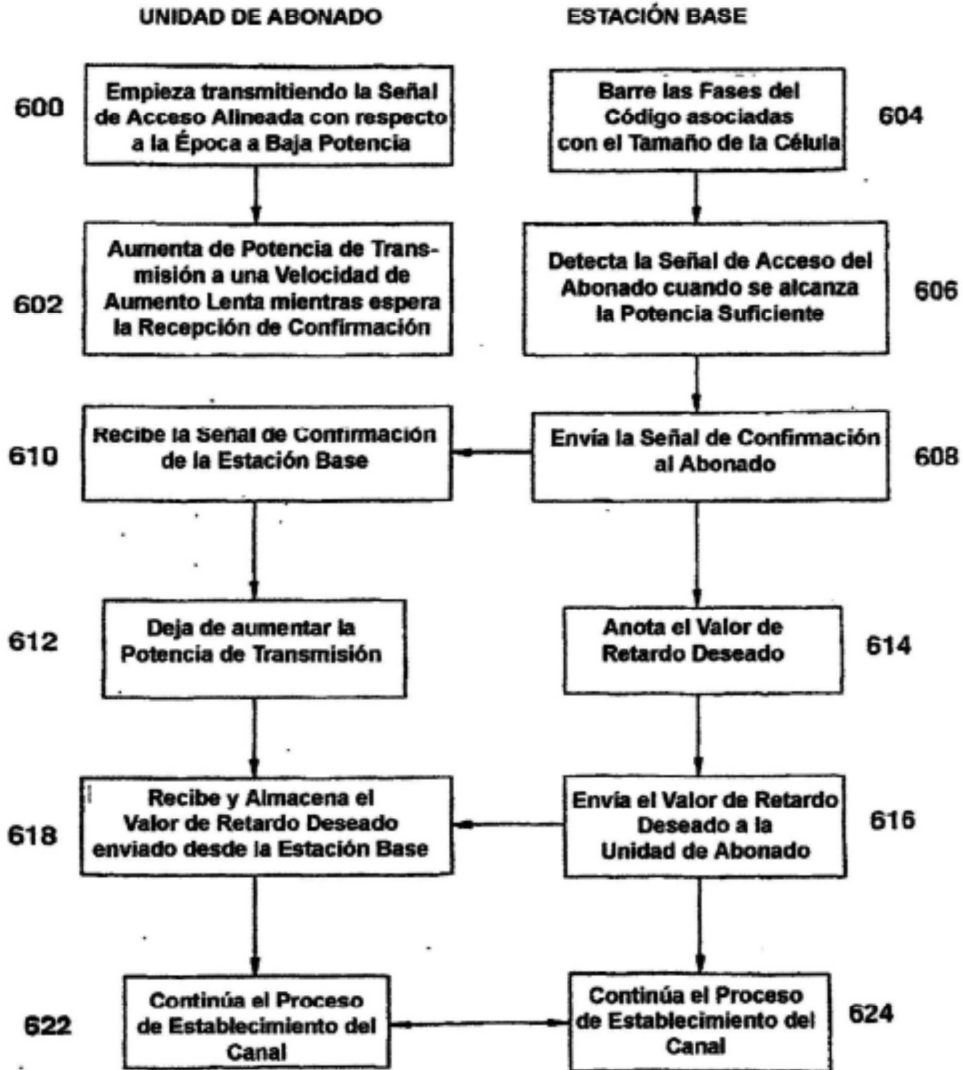 UNIDAD DE ABONADO
ESTACIÓN BASE
600
Empieza transmitiendo la Señal
de Acceso Alineada con respecto
a la Época a Baja Potencia
Barre las Fases del
Código asociadas
con el Tamaño de la Célula
604
602
Aumenta de Potencia de Trans-
misión a una Velocidad de
Aumento Lenta mientras espera
la Recepción de Confirmación
Detecta la Señal de Acceso del
Abonado cuando se alcanza
la Potencia Suficiente
606
610
Recibe la Señal de Confirmación
de la Estación Base
Envía la Señal de Confirmación
al Abonado
608
612
Deja de aumentar la
Potencia de Transmisión
Anota el Valor de
Retardo Deseado
614
618
Recibe y Almacena el
Valor de Retardo Deseado
enviado desde la Estación Base
Envía el Valor de Retardo
Deseado a la
Unidad de Abonado
616
622
Continúa el Proceso
de Establecimiento del
Canal
Continúa el Proceso
de Establecimiento del
Canal
624